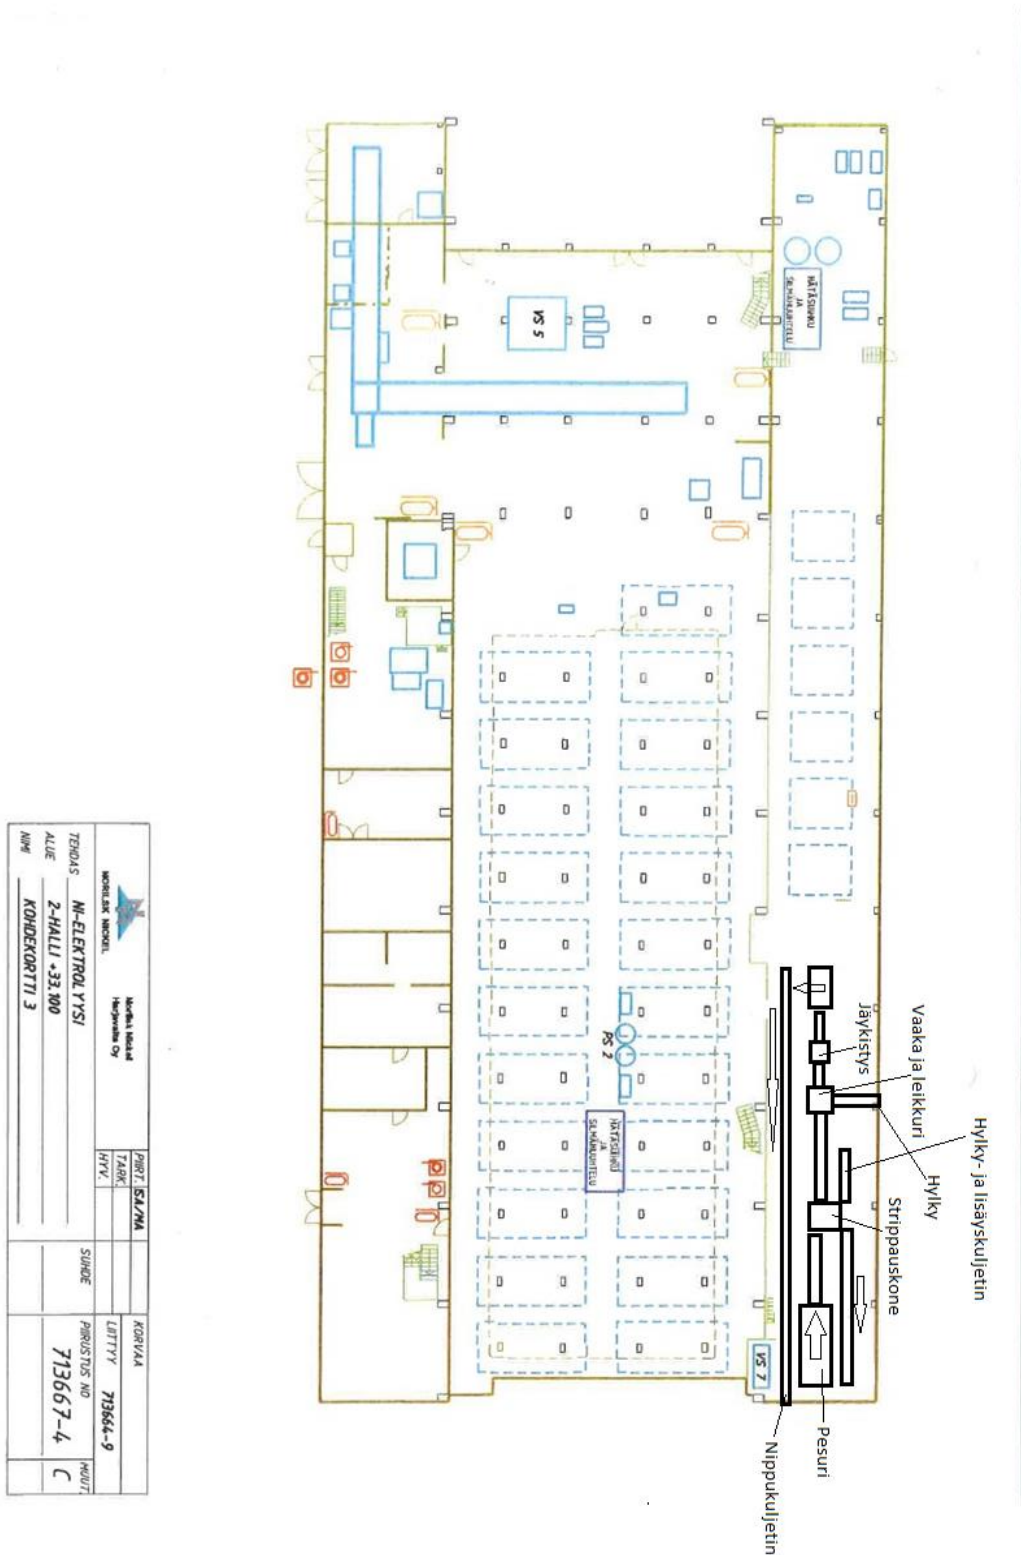 HÄTÄSUIHKU
JA
SILMÄHUUHTELU
VS 5
Jäykistys
Vaaka ja leikkuri
Hylky
Hylky- ja lisäyskuljetin
Strippauskone
PS 2
HÄTÄSUIHKU
JA
SILMÄHUUHTELU
VS 7
Pesuri
Nippukuljetin
NORILSK NICKEL
Norilsk Nickel
Harjavalta Oy
PIIRT. ISA/MA
TARK.
HYV.
SUHDE
KORVAA
LIITTYY 713664-9
TEHDAS NI-ELEKTROLYYSI
ALUE 2-HALLI +33.100
NIMI KOHDEKORTTI 3
PIIRUSTUS NO
713667-4
MUUT.
C